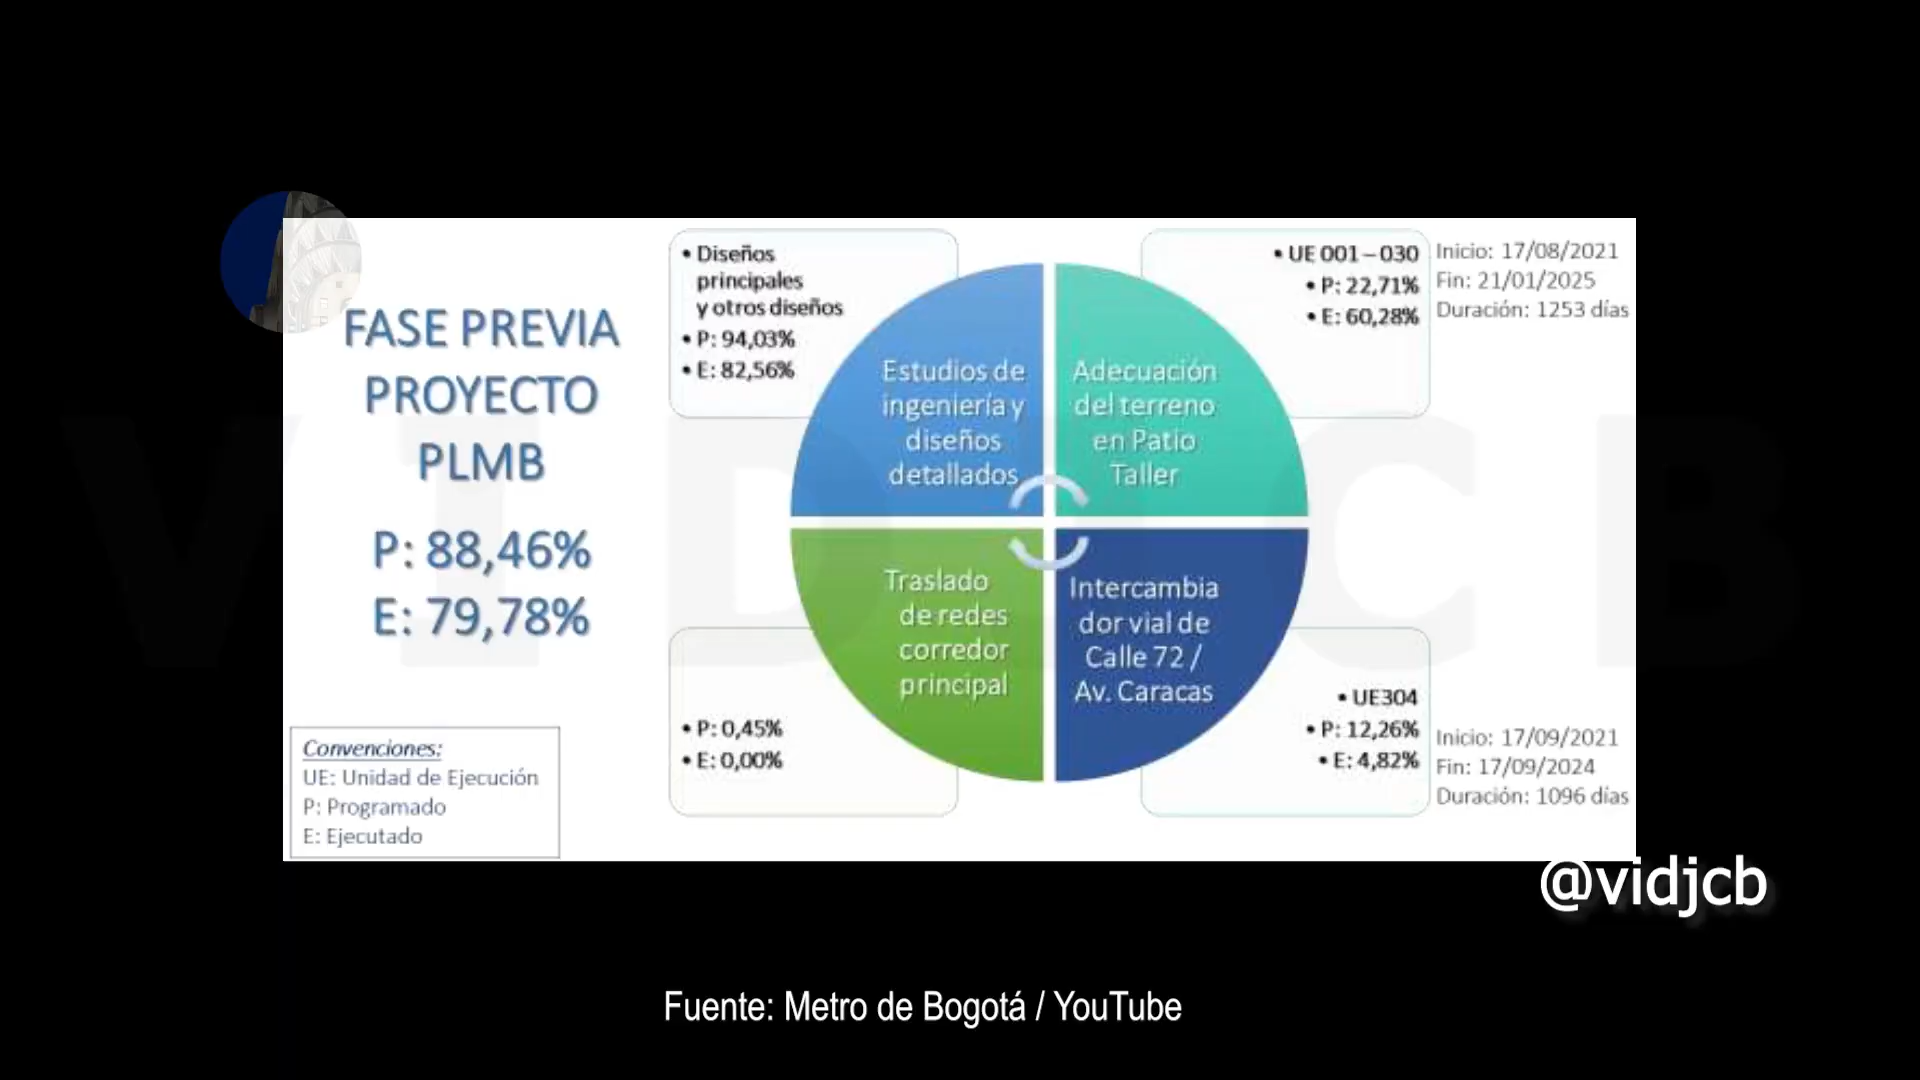 FASE PREVIA
PROYECTO
PLMB
P: 88,46%
E: 79,78%
Convenciones:
UE: Unidad de Ejecución
P: Programado
E: Ejecutado
• Diseños
principales
y otros diseños
• P: 94,03%
• E: 82,56%
Estudios de
ingeniería y
diseños
detallados
Adecuación
del terreno
en Patio
Taller
• UE 001 – 030
• P: 22,71%
• E: 60,28%
Inicio: 17/08/2021
Fin: 21/01/2025
Duración: 1253 días
Traslado
de redes
corredor
principal
• P: 0,45%
• E: 0,00%
Intercambia
dor vial de
Calle 72 /
Av. Caracas
• UE304
• P: 12,26%
• E: 4,82%
Inicio: 17/09/2021
Fin: 17/09/2024
Duración: 1096 días
VIDJCB
@vidjcb
Fuente: Metro de Bogotá / YouTube